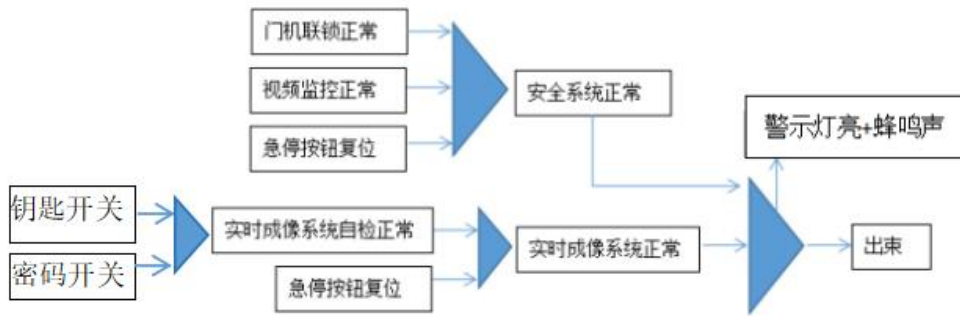 门机联锁正常
视频监控正常
急停按钮复位
安全系统正常
警示灯亮+蜂鸣声
钥匙开关
密码开关
实时成像系统自检正常
急停按钮复位
实时成像系统正常
出束